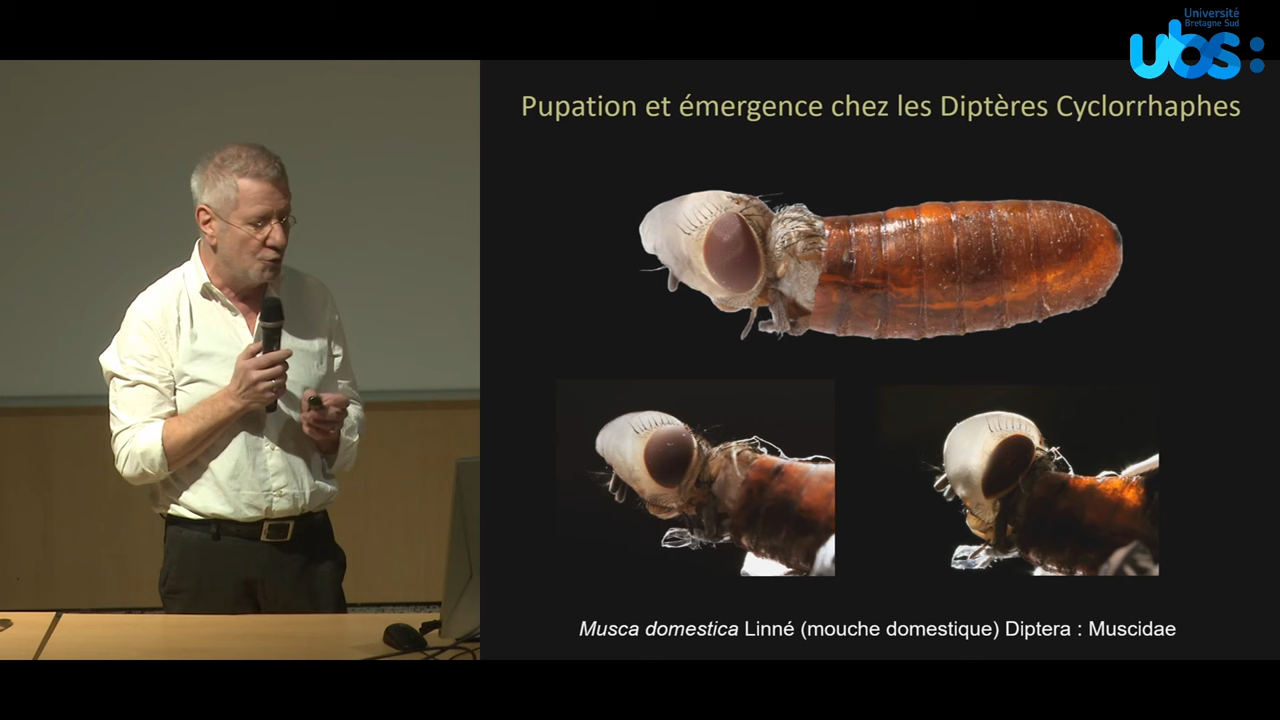 Université
Bretagne Sud
ubs:
Pupation et émergence chez les Diptères Cyclorrhaphes
Musca domestica Linné (mouche domestique) Diptera : Muscidae